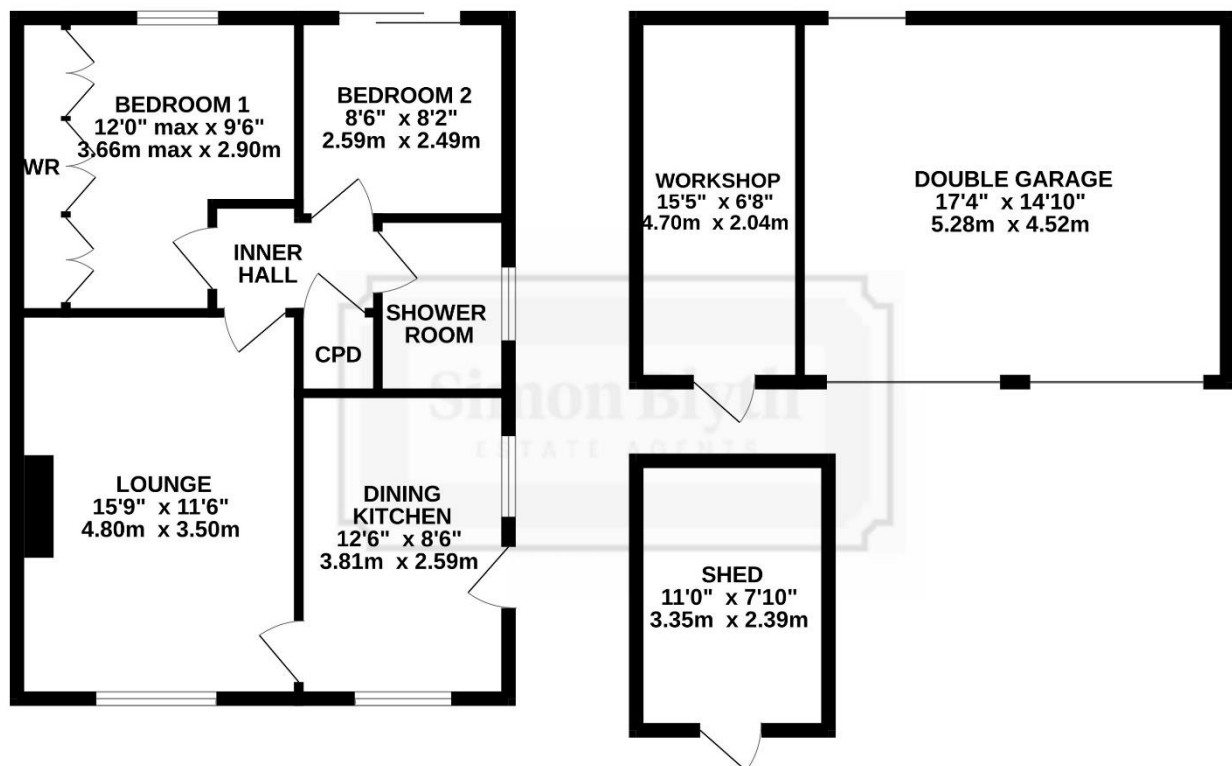 BEDROOM 1
12'0" max x 9'6"
3.66m max x 2.90m
WR
BEDROOM 2
8'6" x 8'2"
2.59m x 2.49m
INNER
HALL
SHOWER
ROOM
CPD
LOUNGE
15'9" x 11'6"
4.80m x 3.50m
DINING
KITCHEN
12'6" x 8'6"
3.81m x 2.59m
WORKSHOP
15'5" x 6'8"
4.70m x 2.04m
DOUBLE GARAGE
17'4" x 14'10"
5.28m x 4.52m
SHED
11'0" x 7'10"
3.35m x 2.39m
Simon Blyth
ESTATE AGENTS